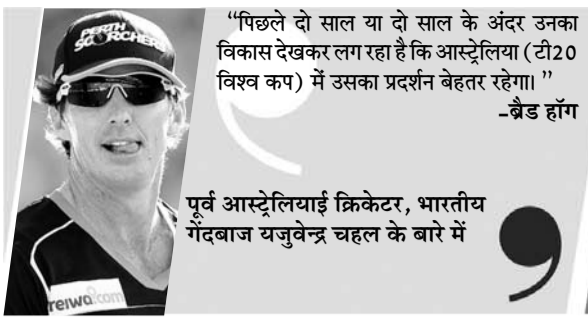 PERTH
SCORCHERS
“पिछले दो साल या दो साल के अंदर उनका
विकास देखकर लग रहा है कि आस्ट्रेलिया (टी20
विश्व कप) में उसका प्रदर्शन बेहतर रहेगा। ”
–ब्रैड हॉग
पूर्व आस्ट्रेलियाई क्रिकेटर, भारतीय
गेंदबाज यजुवेन्द्र चहल के बारे में
reiwa.com